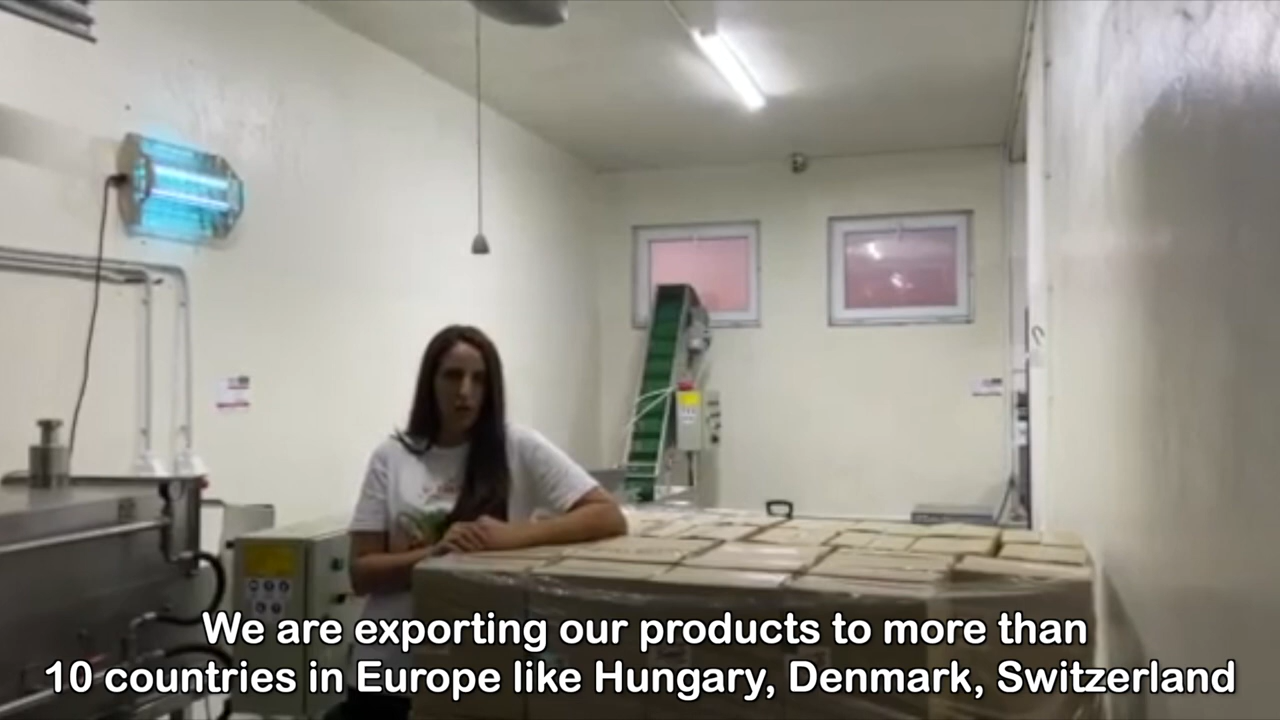 We are exporting our products to more than
10 countries in Europe like Hungary, Denmark, Switzerland